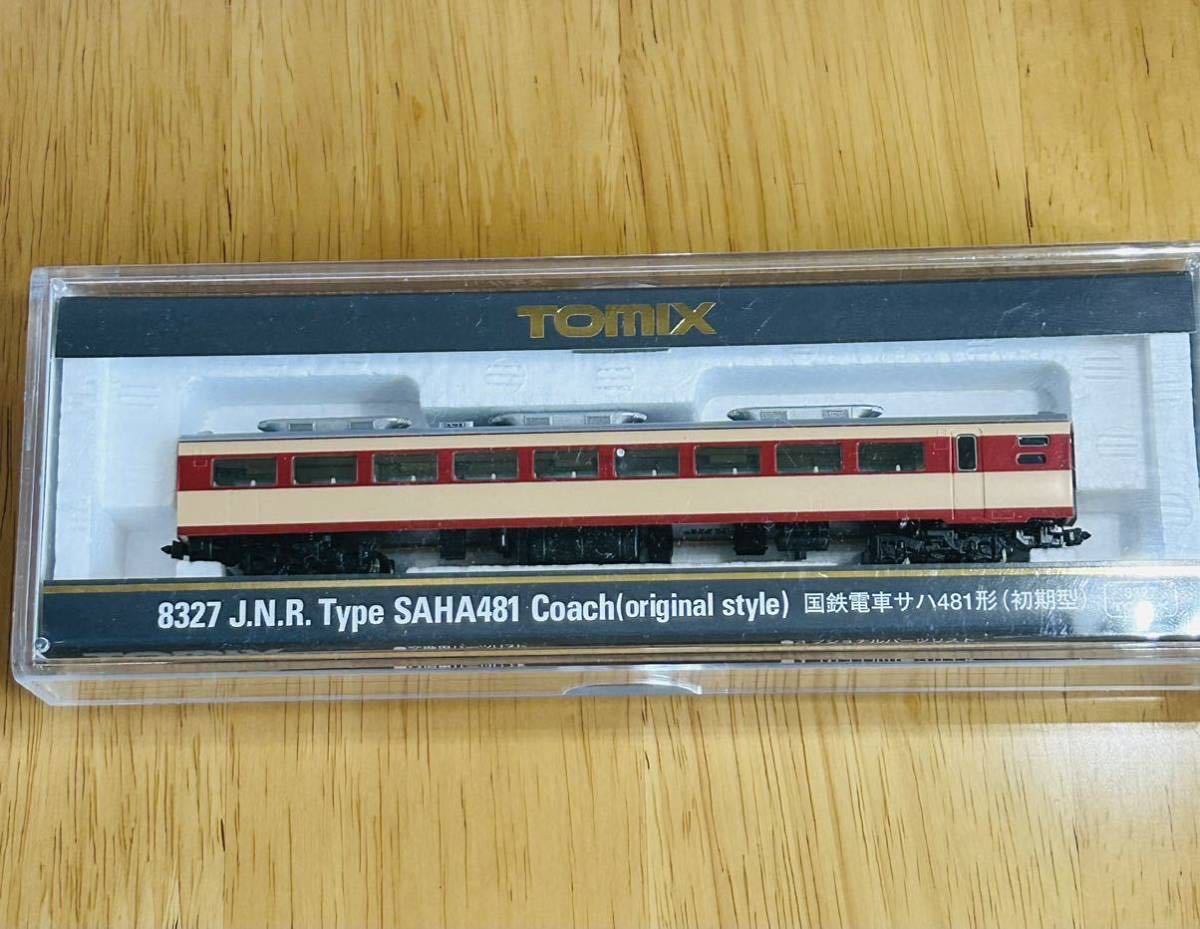 TOMIX
8327 J.N.R. Type SAHA481 Coach(original style) 国鉄電車サハ481形(初期型)